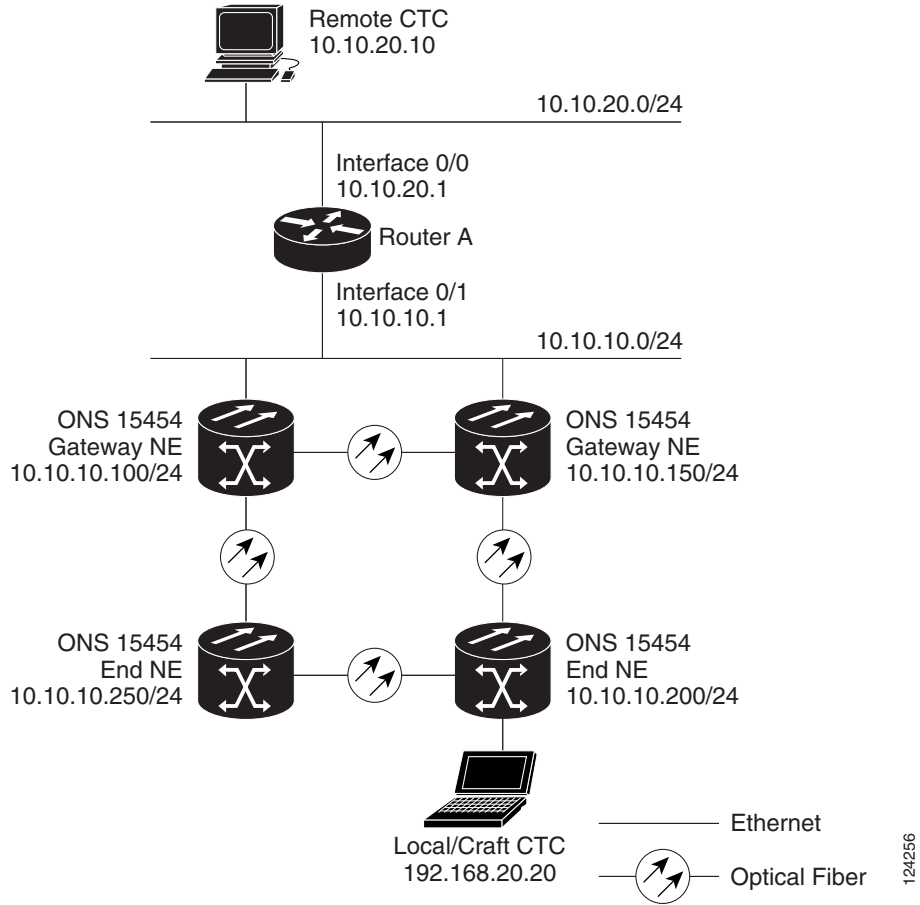 Remote CTC
10.10.20.10
10.10.20.0/24
Interface 0/0
10.10.20.1
Router A
Interface 0/1
10.10.10.1
10.10.10.0/24
ONS 15454
Gateway NE
10.10.10.100/24
ONS 15454
Gateway NE
10.10.10.150/24
ONS 15454
End NE
10.10.10.250/24
ONS 15454
End NE
10.10.10.200/24
Local/Craft CTC
192.168.20.20
Ethernet
Optical Fiber
124256